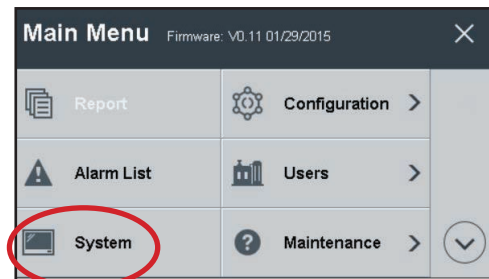 Main Menu Firmware: V0.11 01/29/2015
Report Configuration
Alarm List Users
System Maintenance